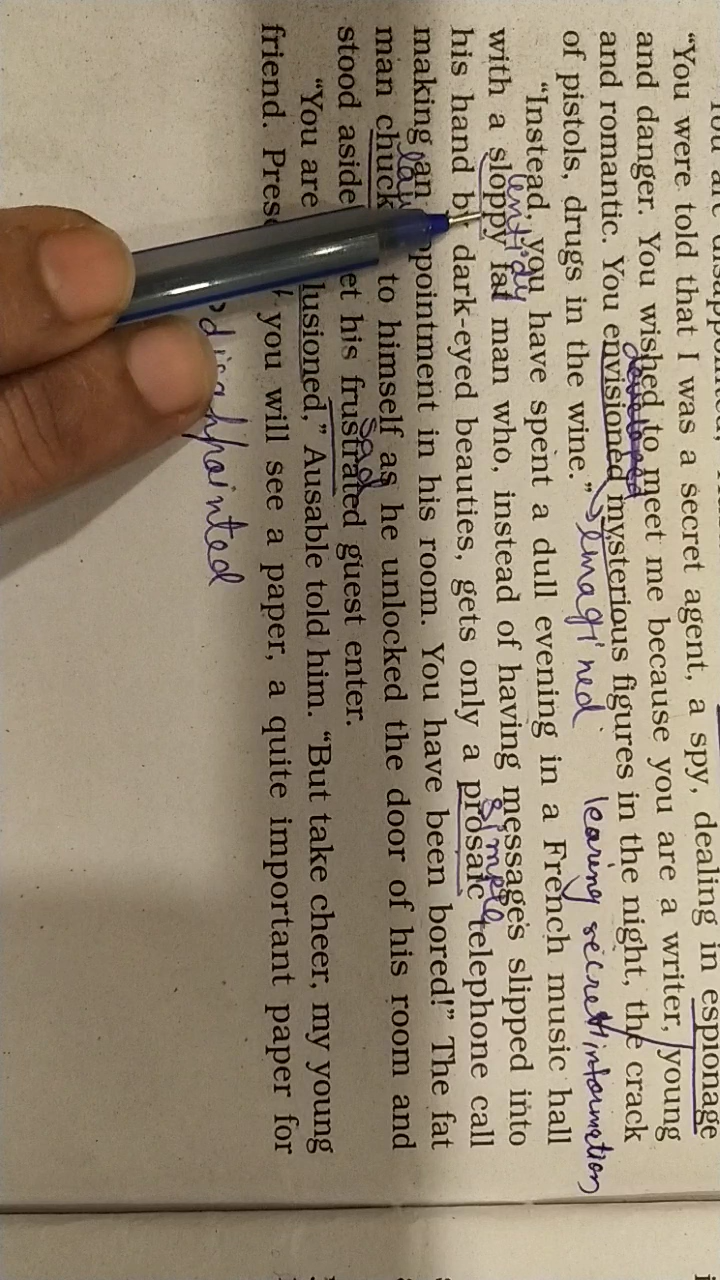 "You were told that I was a secret agent, a spy, dealing in espionage
and danger. You wished to meet me because you are a writer, young
developed
and romantic. You envisioned mysterious figures in the night, the crack
imagined learing secret information
of pistols, drugs in the wine."
"Instead, you have spent a dull evening in a French music hall
with a sloppy fat man who, instead of having messages slipped into
simple
his hand by dark-eyed beauties, gets only a prosaic telephone call
making an pointment in his room. You have been bored!" The fat
man chuck to himself as he unlocked the door of his room and
sad
stood aside et his frustrated guest enter.
"You are lusioned," Ausable told him. "But take cheer, my young
friend. Pres you will see a paper, a quite important paper for